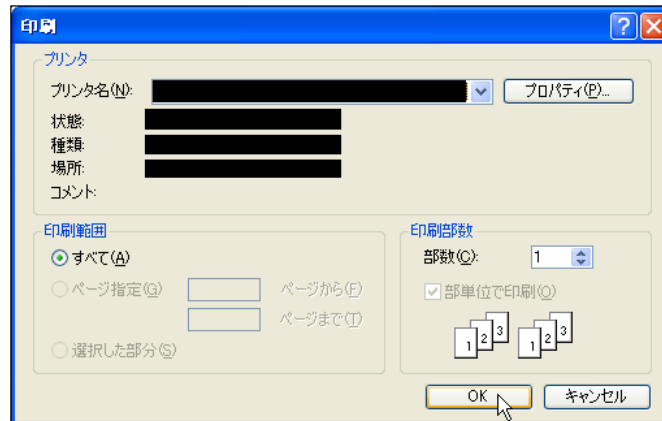 印刷
プリンタ
プリンタ名(N):
プロパティ(P)...
状態:
種類:
場所:
コメント:
印刷範囲
すべて(A)
ページ指定(G)
ページから(F)
ページまで(T)
選択した部分(S)
印刷部数
部数(C):
1
部単位で印刷(O)
1 2 3 1 2 3
OK
キャンセル